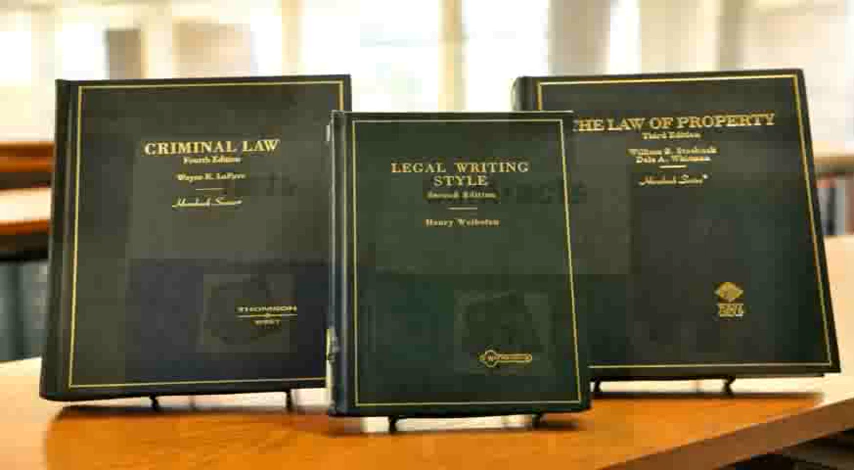 CRIMINAL LAW
Fourth Edition
Wayne R. LaFave
Hornbook Series
THOMSON
WEST
LEGAL WRITING
STYLE
Second Edition
Henry Weihofen
HE LAW OF PROPERTY
Third Edition
William B. Stoebuck
Dale A. Whitman
Hornbook Series